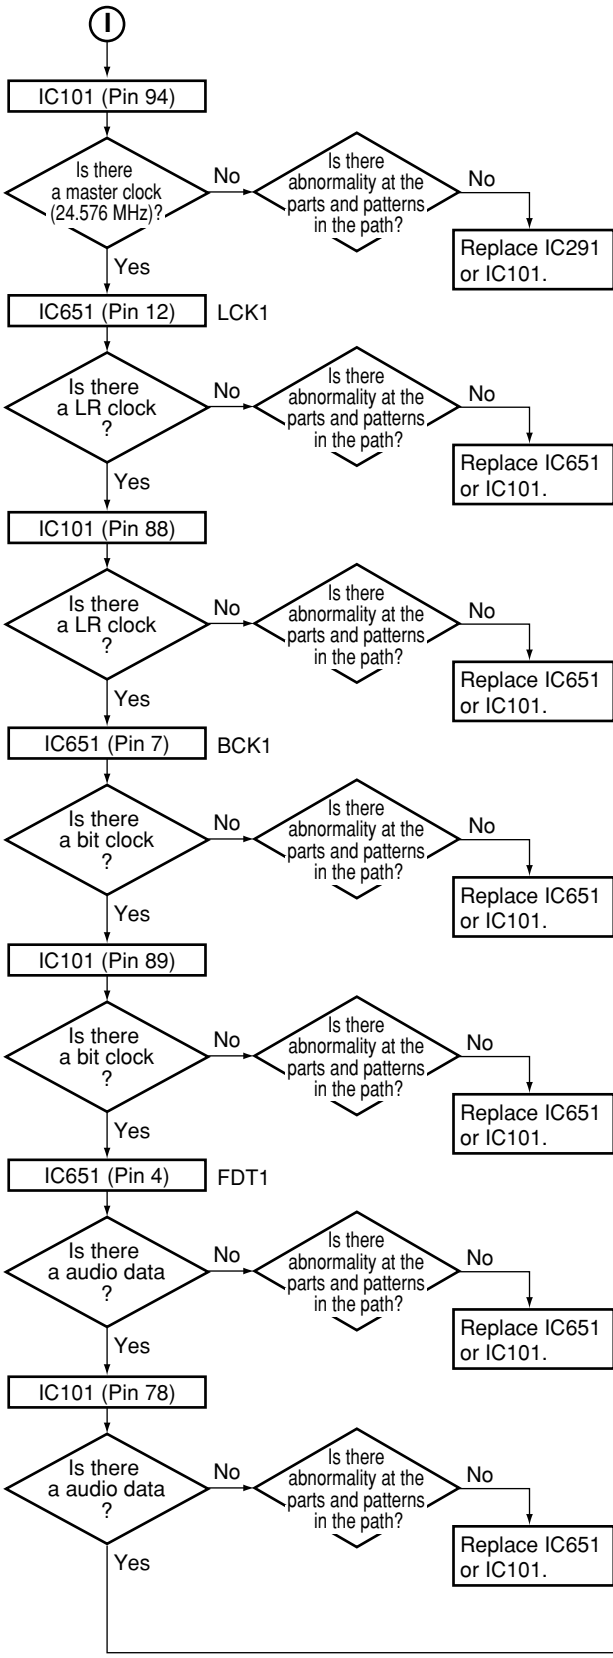 I
IC101 (Pin 94)
Is there
a master clock
(24.576 MHz)?
No
Is there
abnormality at the
parts and patterns
in the path?
No
Replace IC291
or IC101.
Yes
IC651 (Pin 12)
LCK1
Is there
a LR clock
?
No
Is there
abnormality at the
parts and patterns
in the path?
No
Replace IC651
or IC101.
Yes
IC101 (Pin 88)
Is there
a LR clock
?
No
Is there
abnormality at the
parts and patterns
in the path?
No
Replace IC651
or IC101.
Yes
IC651 (Pin 7)
BCK1
Is there
a bit clock
?
No
Is there
abnormality at the
parts and patterns
in the path?
No
Replace IC651
or IC101.
Yes
IC101 (Pin 89)
Is there
a bit clock
?
No
Is there
abnormality at the
parts and patterns
in the path?
No
Replace IC651
or IC101.
Yes
IC651 (Pin 4)
FDT1
Is there
a audio data
?
No
Is there
abnormality at the
parts and patterns
in the path?
No
Replace IC651
or IC101.
Yes
IC101 (Pin 78)
Is there
a audio data
?
No
Is there
abnormality at the
parts and patterns
in the path?
No
Replace IC651
or IC101.
Yes